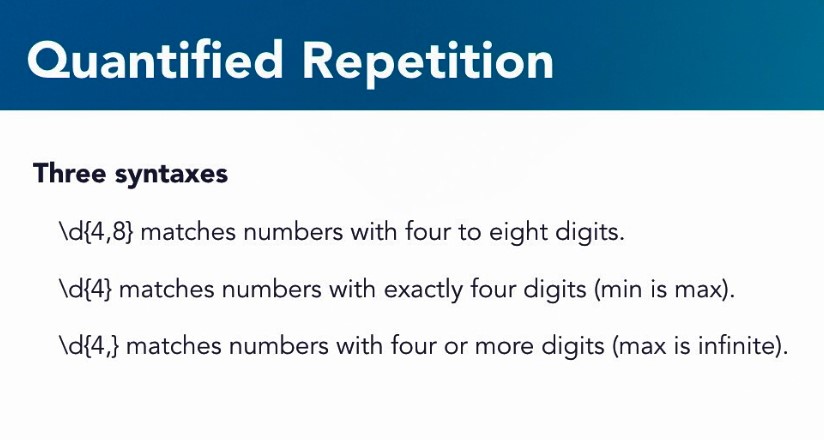 Quantified Repetition
Three syntaxes
\d{4,8} matches numbers with four to eight digits.
\d{4} matches numbers with exactly four digits (min is max).
\d{4,} matches numbers with four or more digits (max is infinite).